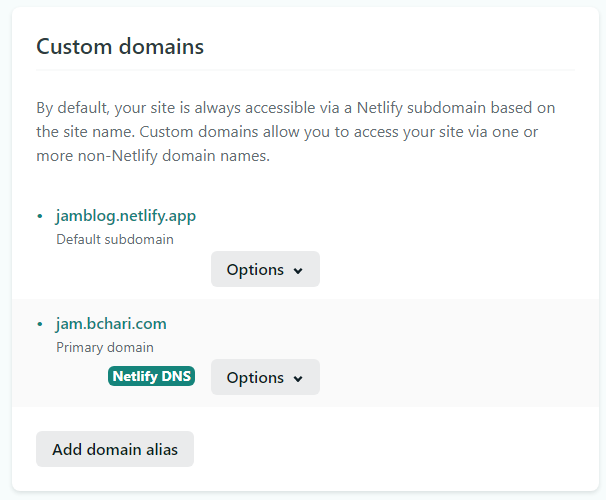 Custom domains
By default, your site is always accessible via a Netlify subdomain based on
the site name. Custom domains allow you to access your site via one or
more non-Netlify domain names.
jamblog.netlify.app
Default subdomain
Options
jam.bchari.com
Primary domain
Netlify DNS
Options
Add domain alias